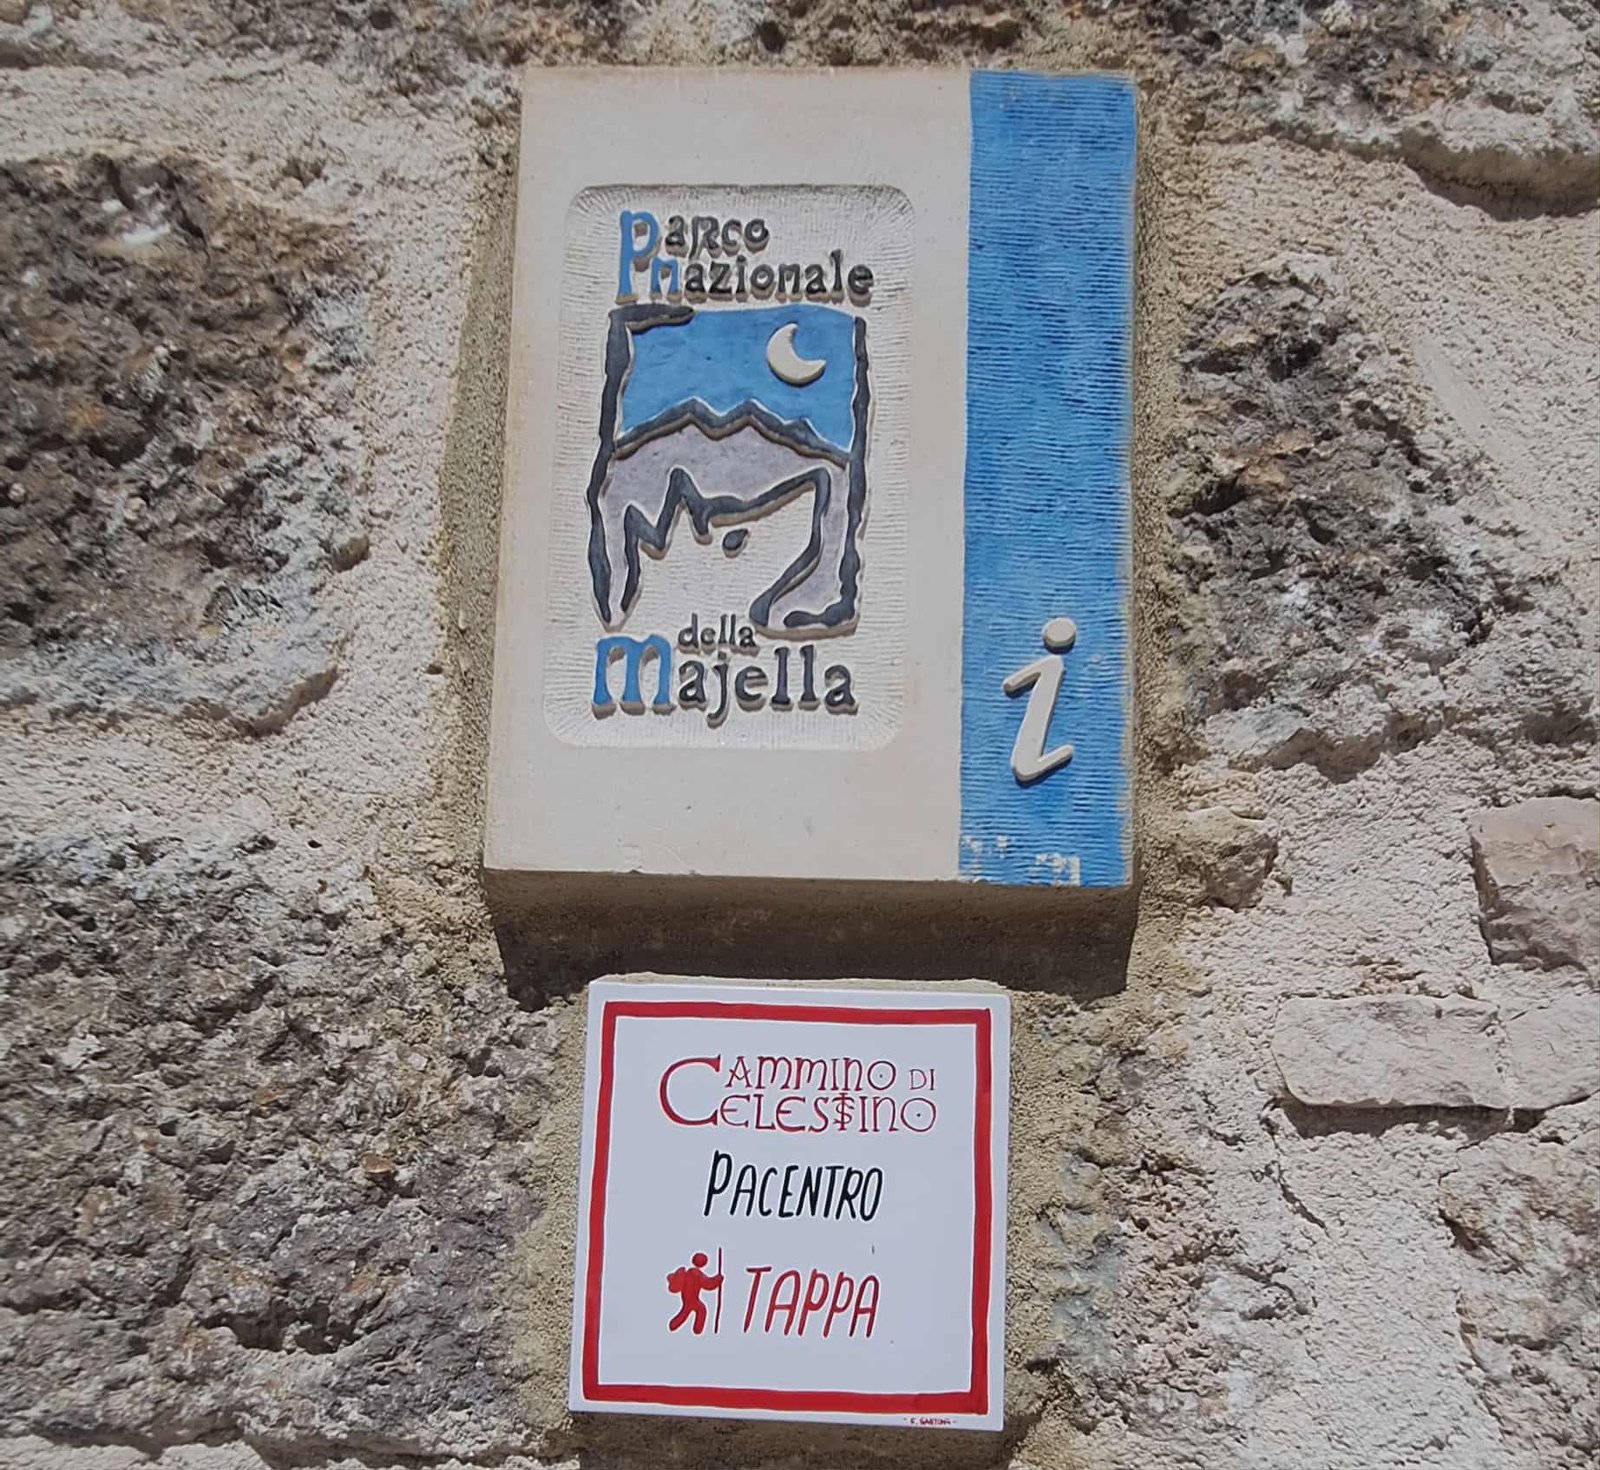 Parco
nazionale
della
Majella
i
CAMMINO DI
CELESTINO
PACENTRO
TAPPA